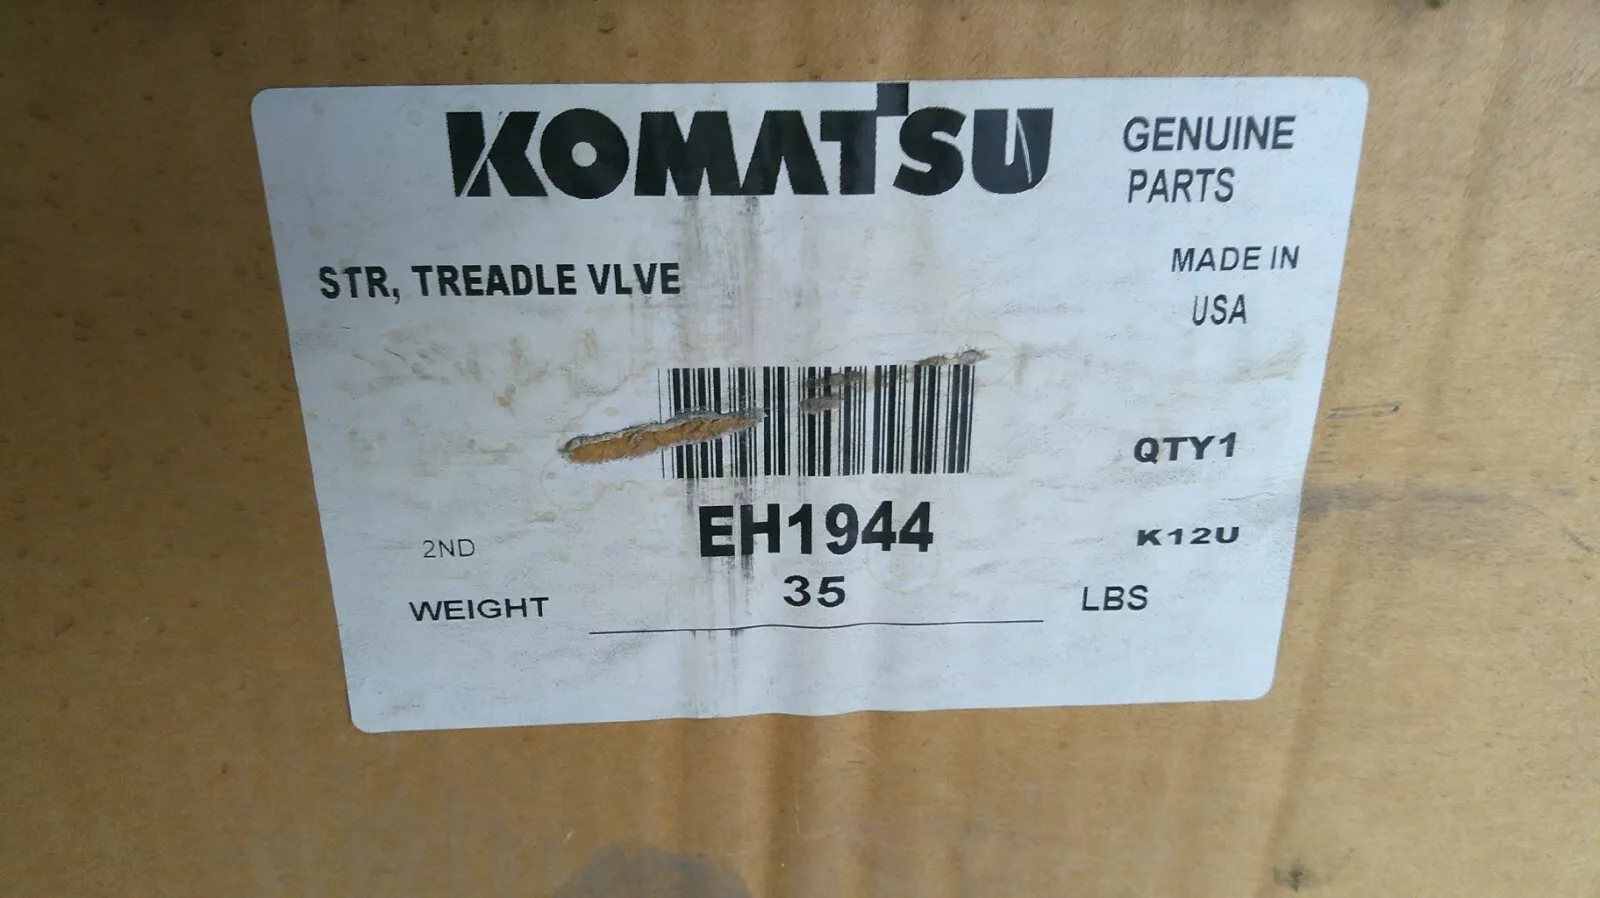 KOMATSU
GENUINE
PARTS
STR, TREADLE VLVE
MADE IN
USA
QTY1
EH1944
2ND
K12U
35
WEIGHT
LBS